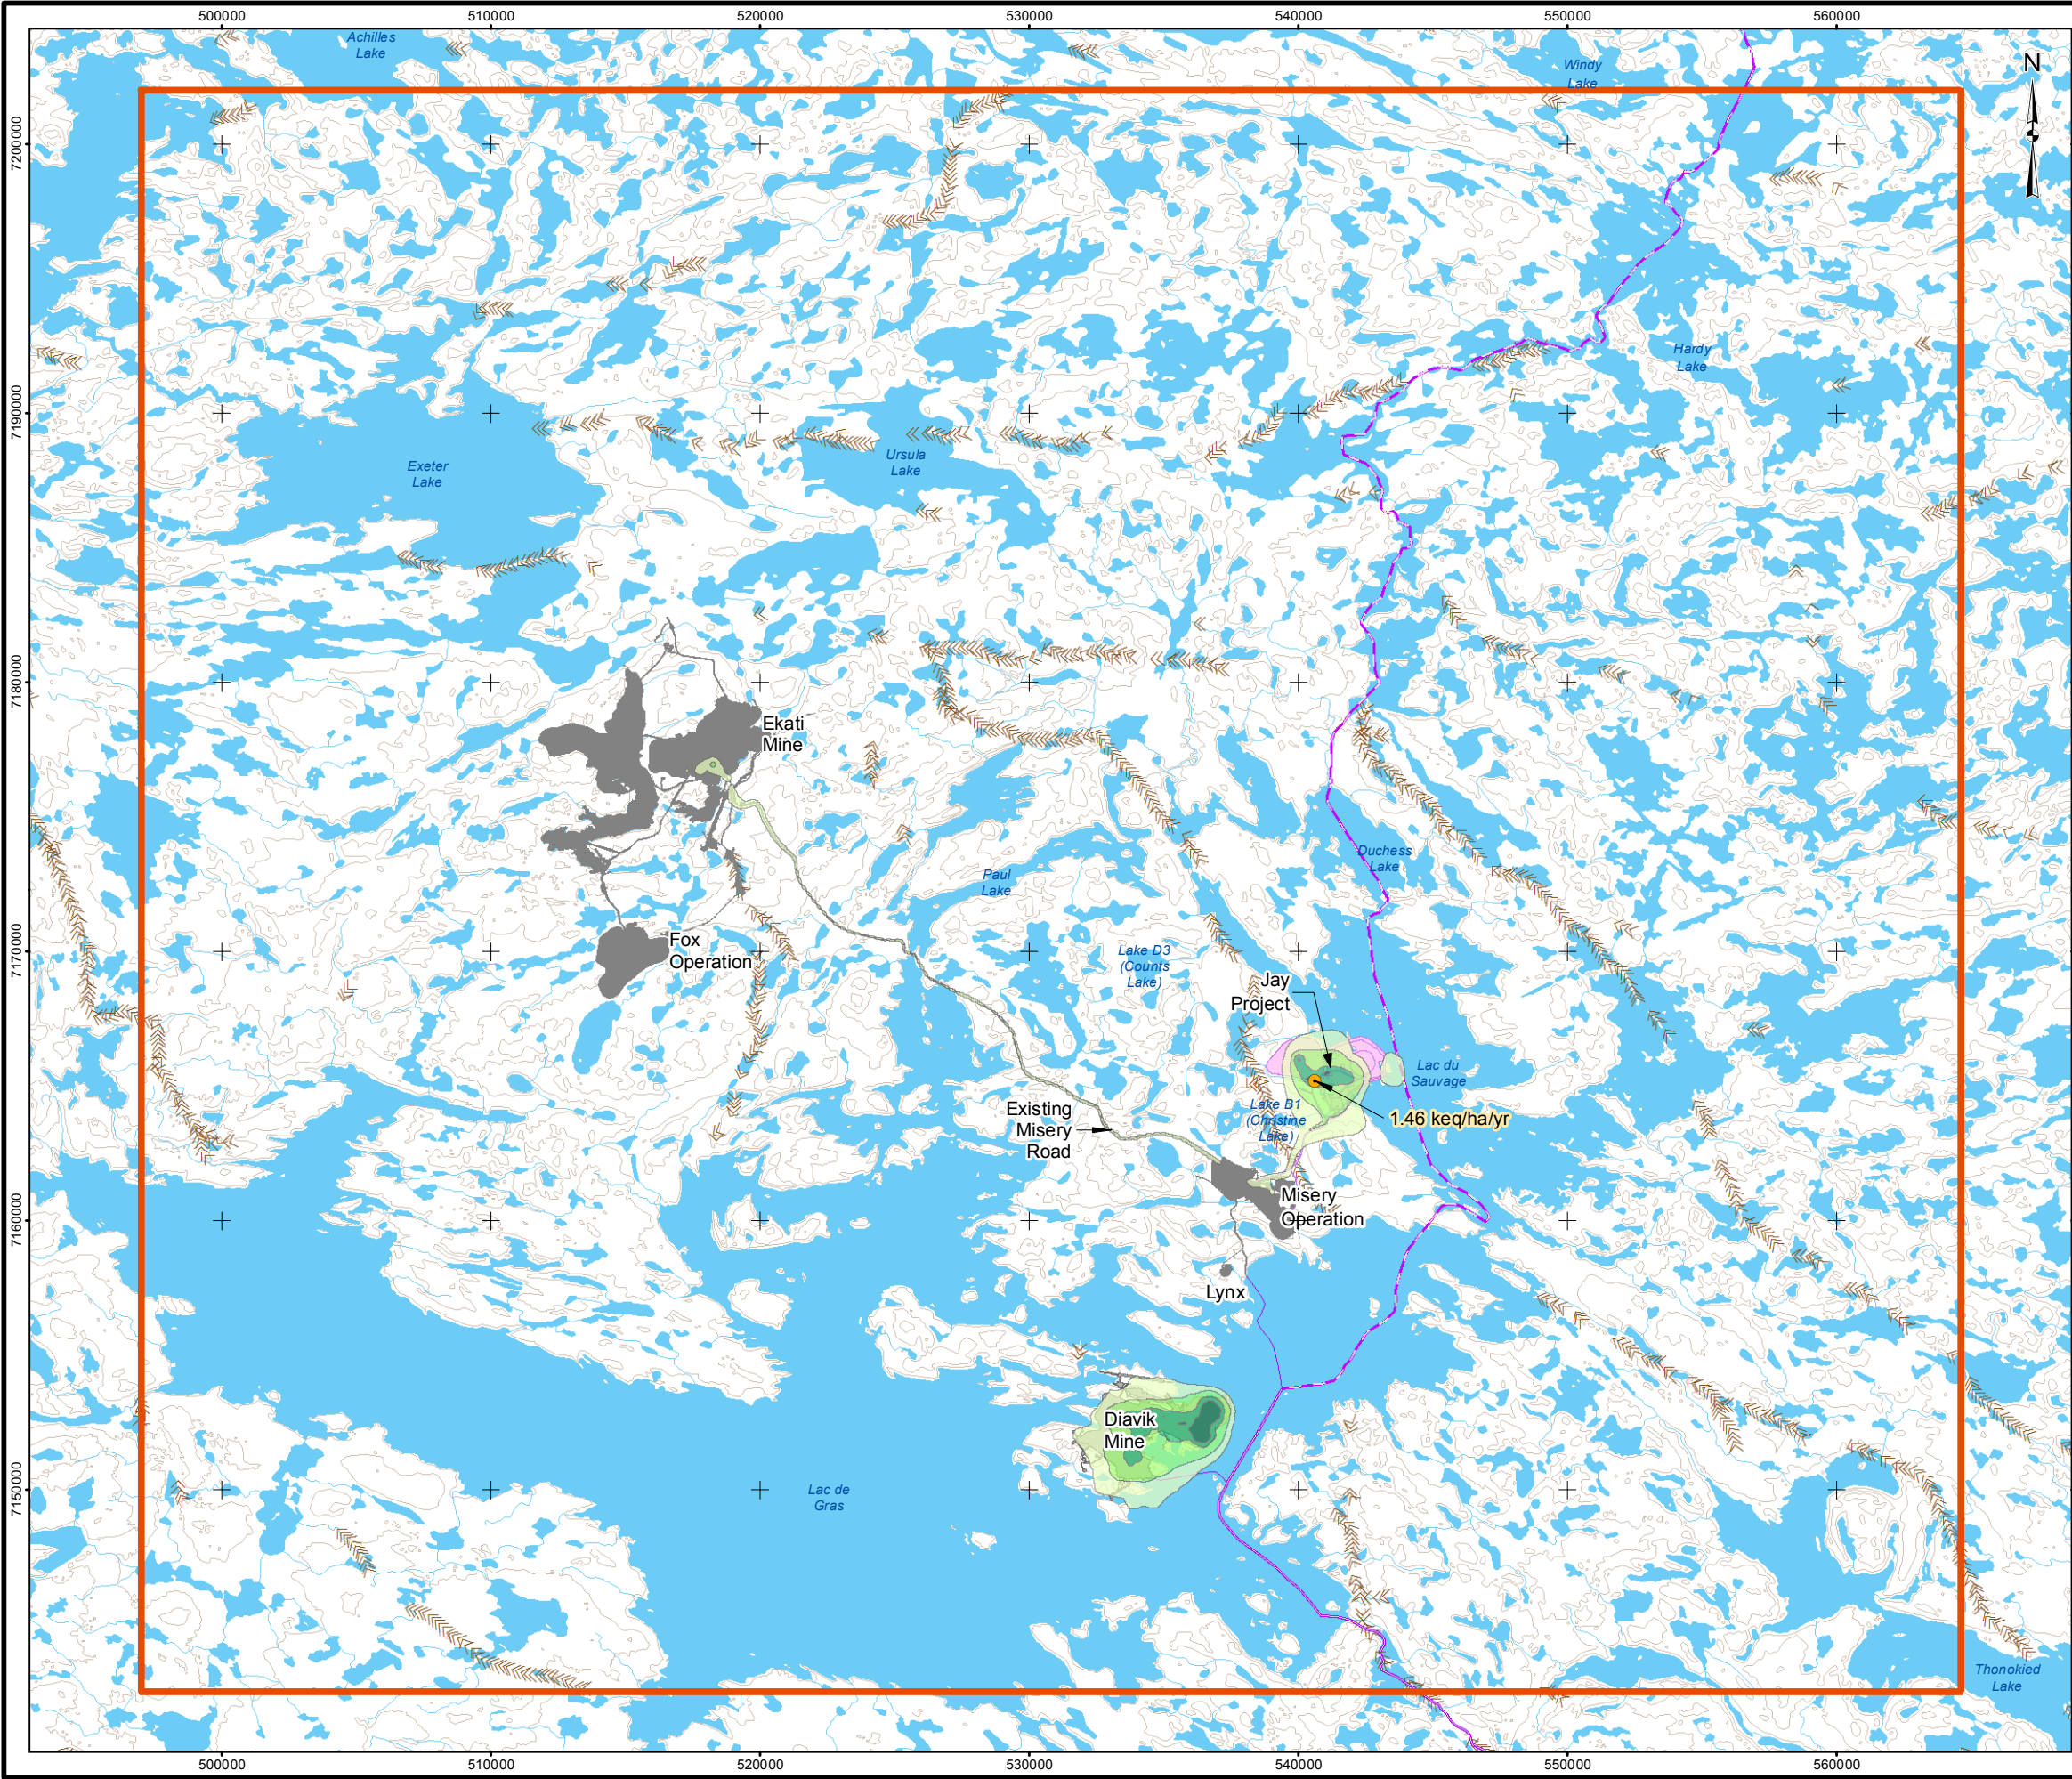 500000 510000 520000 530000 540000 550000 560000
Achilles
Lake
Windy
Lake
N
7200000
Hardy
Lake
7190000
Exeter
Lake
Ursula
Lake
7180000
Ekati
Mine
Duchess
Lake
Paul
Lake
7170000
Fox
Operation
Lake D3
(Counts
Lake)
Jay
Project
Lac du
Sauvage
Existing
Misery
Road
Lake B1
(Christine
Lake)
1.46 keq/ha/yr
7160000
Misery
Operation
Lynx
Diavik
Mine
7150000
Lac de
Gras
Thonokied
Lake
500000 510000 520000 530000 540000 550000 560000